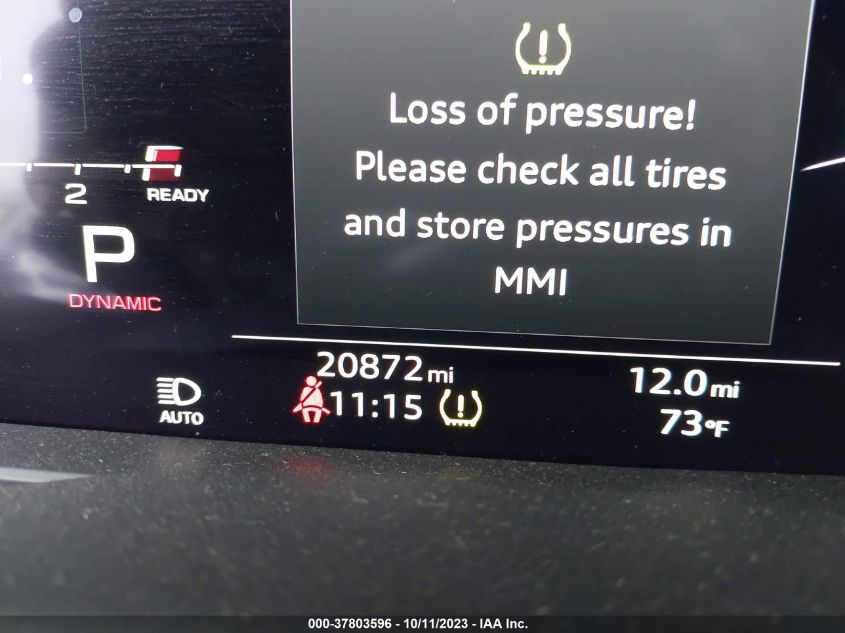 Loss of pressure!
Please check all tires
and store pressures in
MMI
2
READY
P
DYNAMIC
AUTO
20872 mi
11:15
12.0 mi
73°F
000-37803596 - 10/11/2023 - IAA Inc.